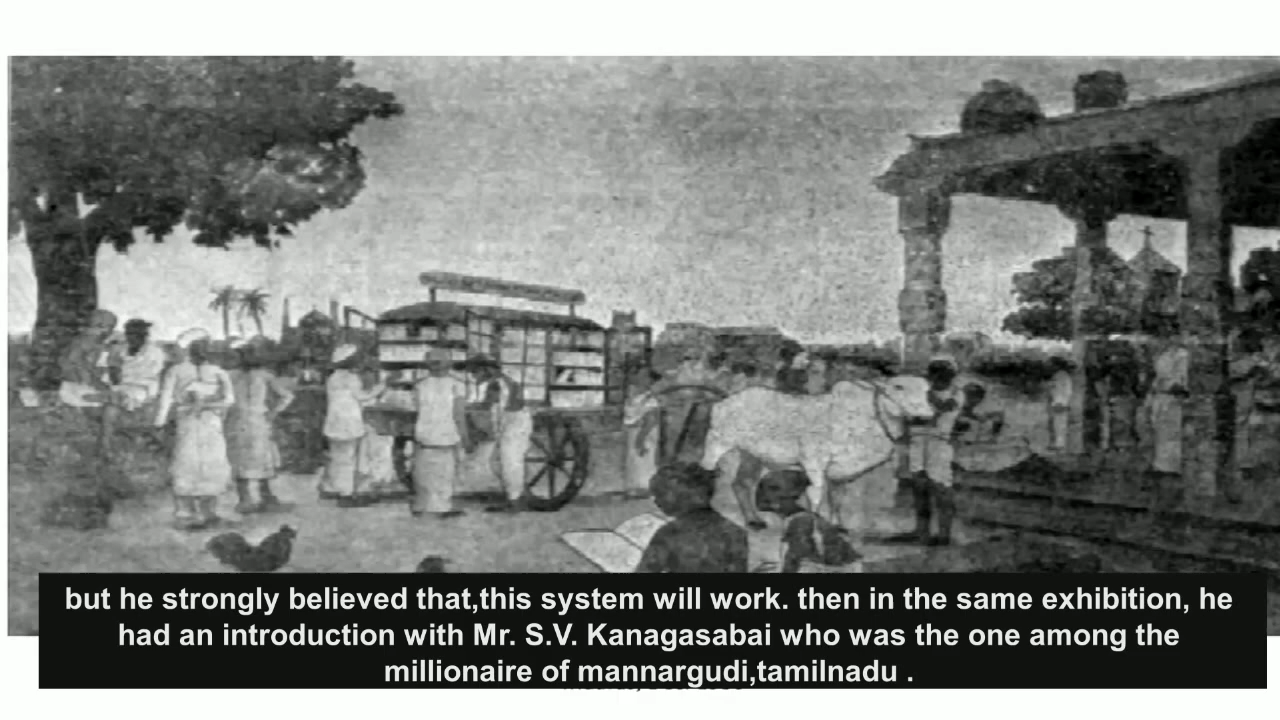 but he strongly believed that,this system will work. then in the same exhibition, he
had an introduction with Mr. S.V. Kanagasabai who was the one among the
millionaire of mannargudi,tamilnadu .